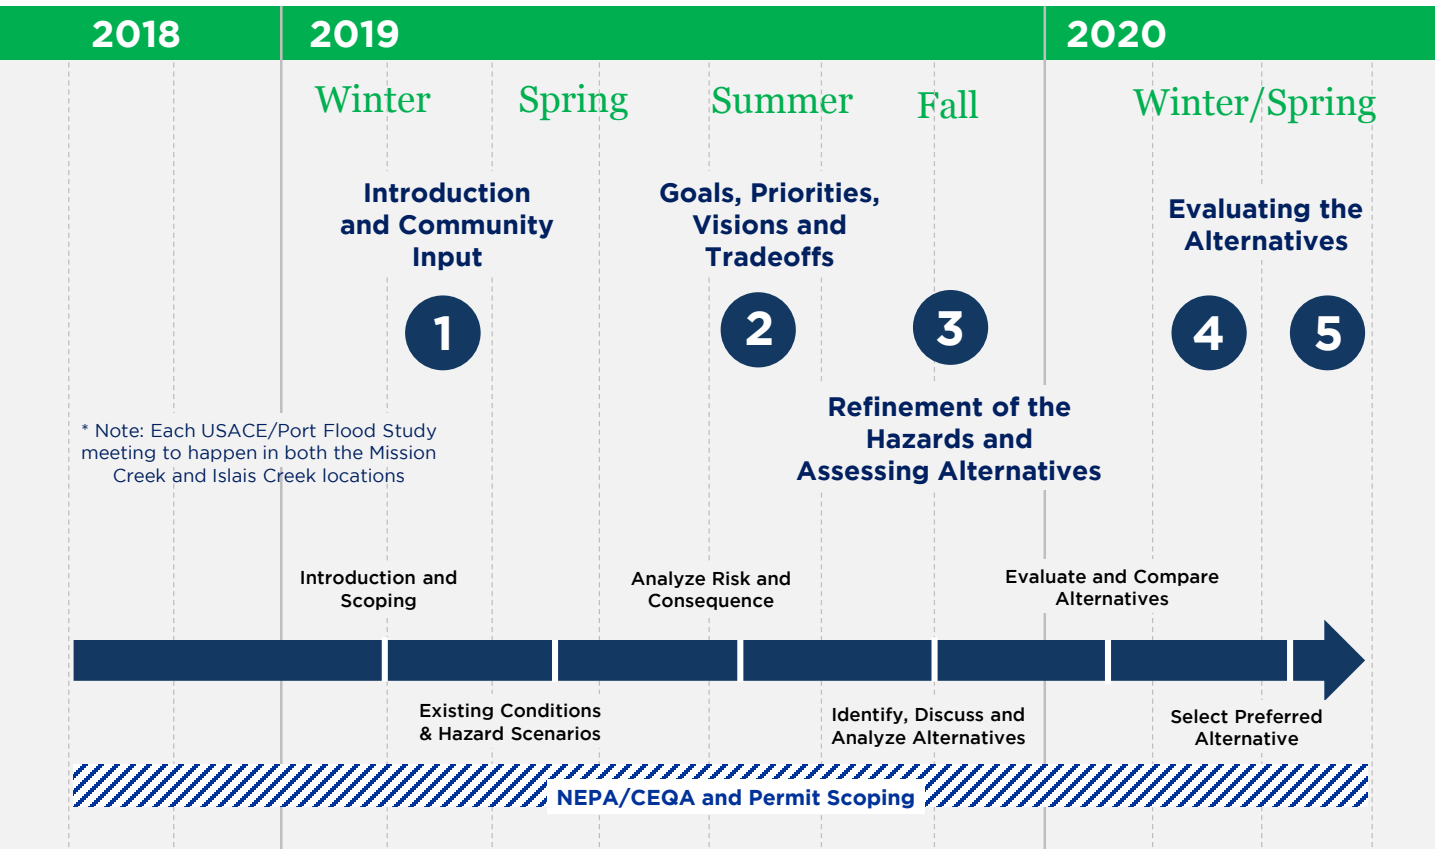 2018
2019
2020
Winter
Spring
Summer
Fall
Winter/Spring
Introduction
and Community
Input
Goals, Priorities,
Visions and
Tradeoffs
Evaluating the
Alternatives
1
2
3
4
5
Refinement of the
Hazards and
Assessing Alternatives
* Note: Each USACE/Port Flood Study
meeting to happen in both the Mission
Creek and Islais Creek locations
Introduction and
Scoping
Analyze Risk and
Consequence
Evaluate and Compare
Alternatives
Existing Conditions
& Hazard Scenarios
Identify, Discuss and
Analyze Alternatives
Select Preferred
Alternative
NEPA/CEQA and Permit Scoping